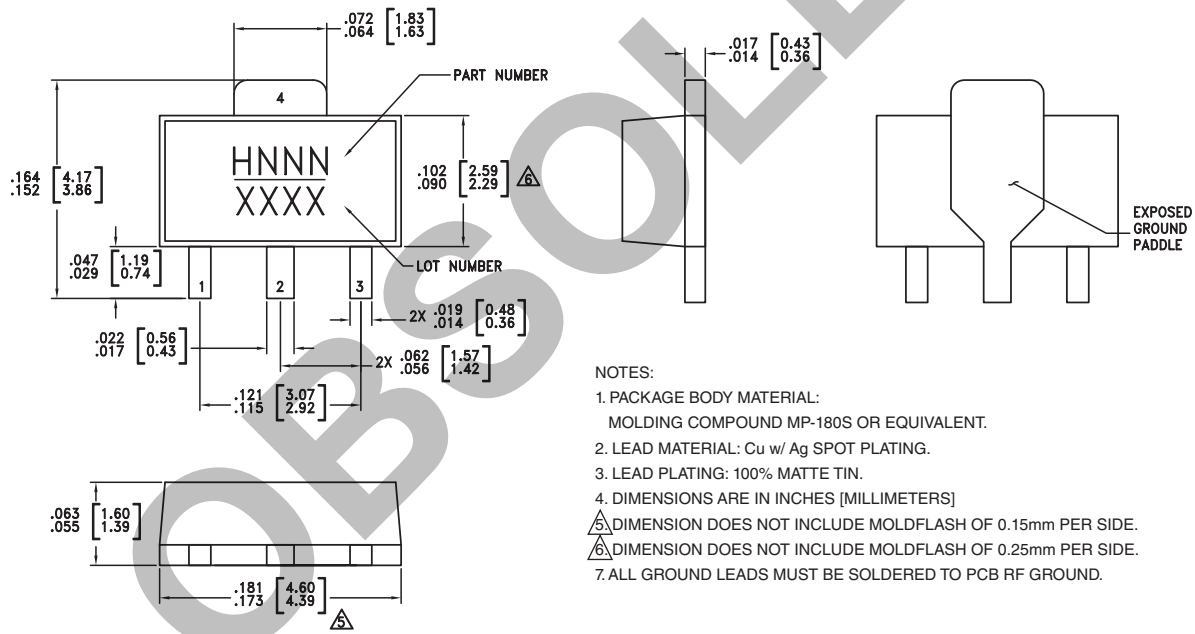 .072 [1.83]
.064 [1.63]
.017 [0.43]
.014 [0.36]
PART NUMBER
4
HNNN
XXXX
.164 [4.17]
.152 [3.86]
.102 [2.59]
.090 [2.29] 6
.047 [1.19]
.029 [0.74]
LOT NUMBER
1 2 3
EXPOSED
GROUND
PADDLE
2X .019 [0.48]
.014 [0.36]
.022 [0.56]
.017 [0.43]
2X .062 [1.57]
.056 [1.42]
.121 [3.07]
.115 [2.92]
.063 [1.60]
.055 [1.39]
.181 [4.60]
.173 [4.39] 5
NOTES:
1. PACKAGE BODY MATERIAL:
MOLDING COMPOUND MP-180S OR EQUIVALENT.
2. LEAD MATERIAL: Cu w/ Ag SPOT PLATING.
3. LEAD PLATING: 100% MATTE TIN.
4. DIMENSIONS ARE IN INCHES [MILLIMETERS]
5. DIMENSION DOES NOT INCLUDE MOLDFLASH OF 0.15mm PER SIDE.
6. DIMENSION DOES NOT INCLUDE MOLDFLASH OF 0.25mm PER SIDE.
7. ALL GROUND LEADS MUST BE SOLDERED TO PCB RF GROUND.
OBSOLE